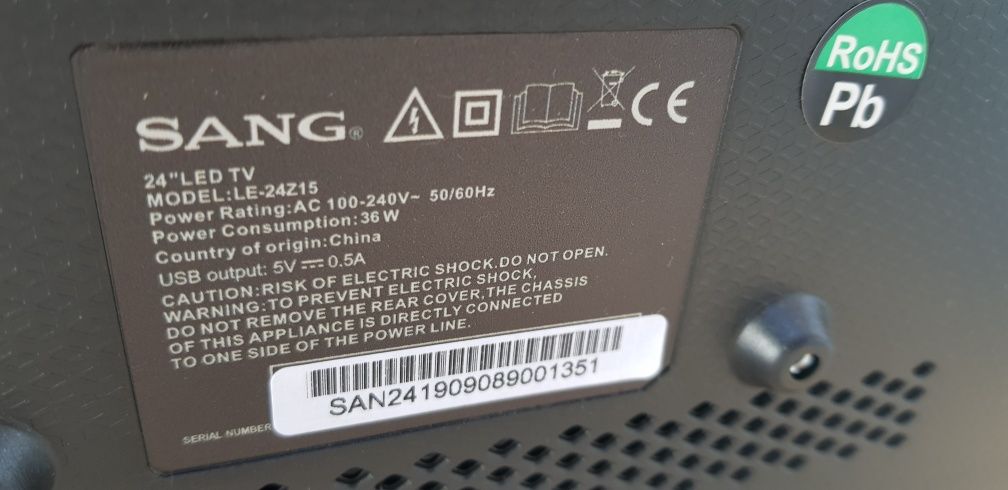 SANG®
CE
24"LED TV
MODEL:LE-24Z15
Power Rating:AC 100-240V~ 50/60Hz
Power Consumption:36W
Country of origin:China
USB output: 5V⎓0.5A
CAUTION:RISK OF ELECTRIC SHOCK,DO NOT OPEN.
WARNING:TO PREVENT ELECTRIC SHOCK,
DO NOT REMOVE THE REAR COVER,THE CHASSIS
OF THIS APPLIANCE IS DIRECTLY CONNECTED
TO ONE SIDE OF THE POWER LINE.
SERIAL NUMBER
SAN241909089001351
RoHS
Pb